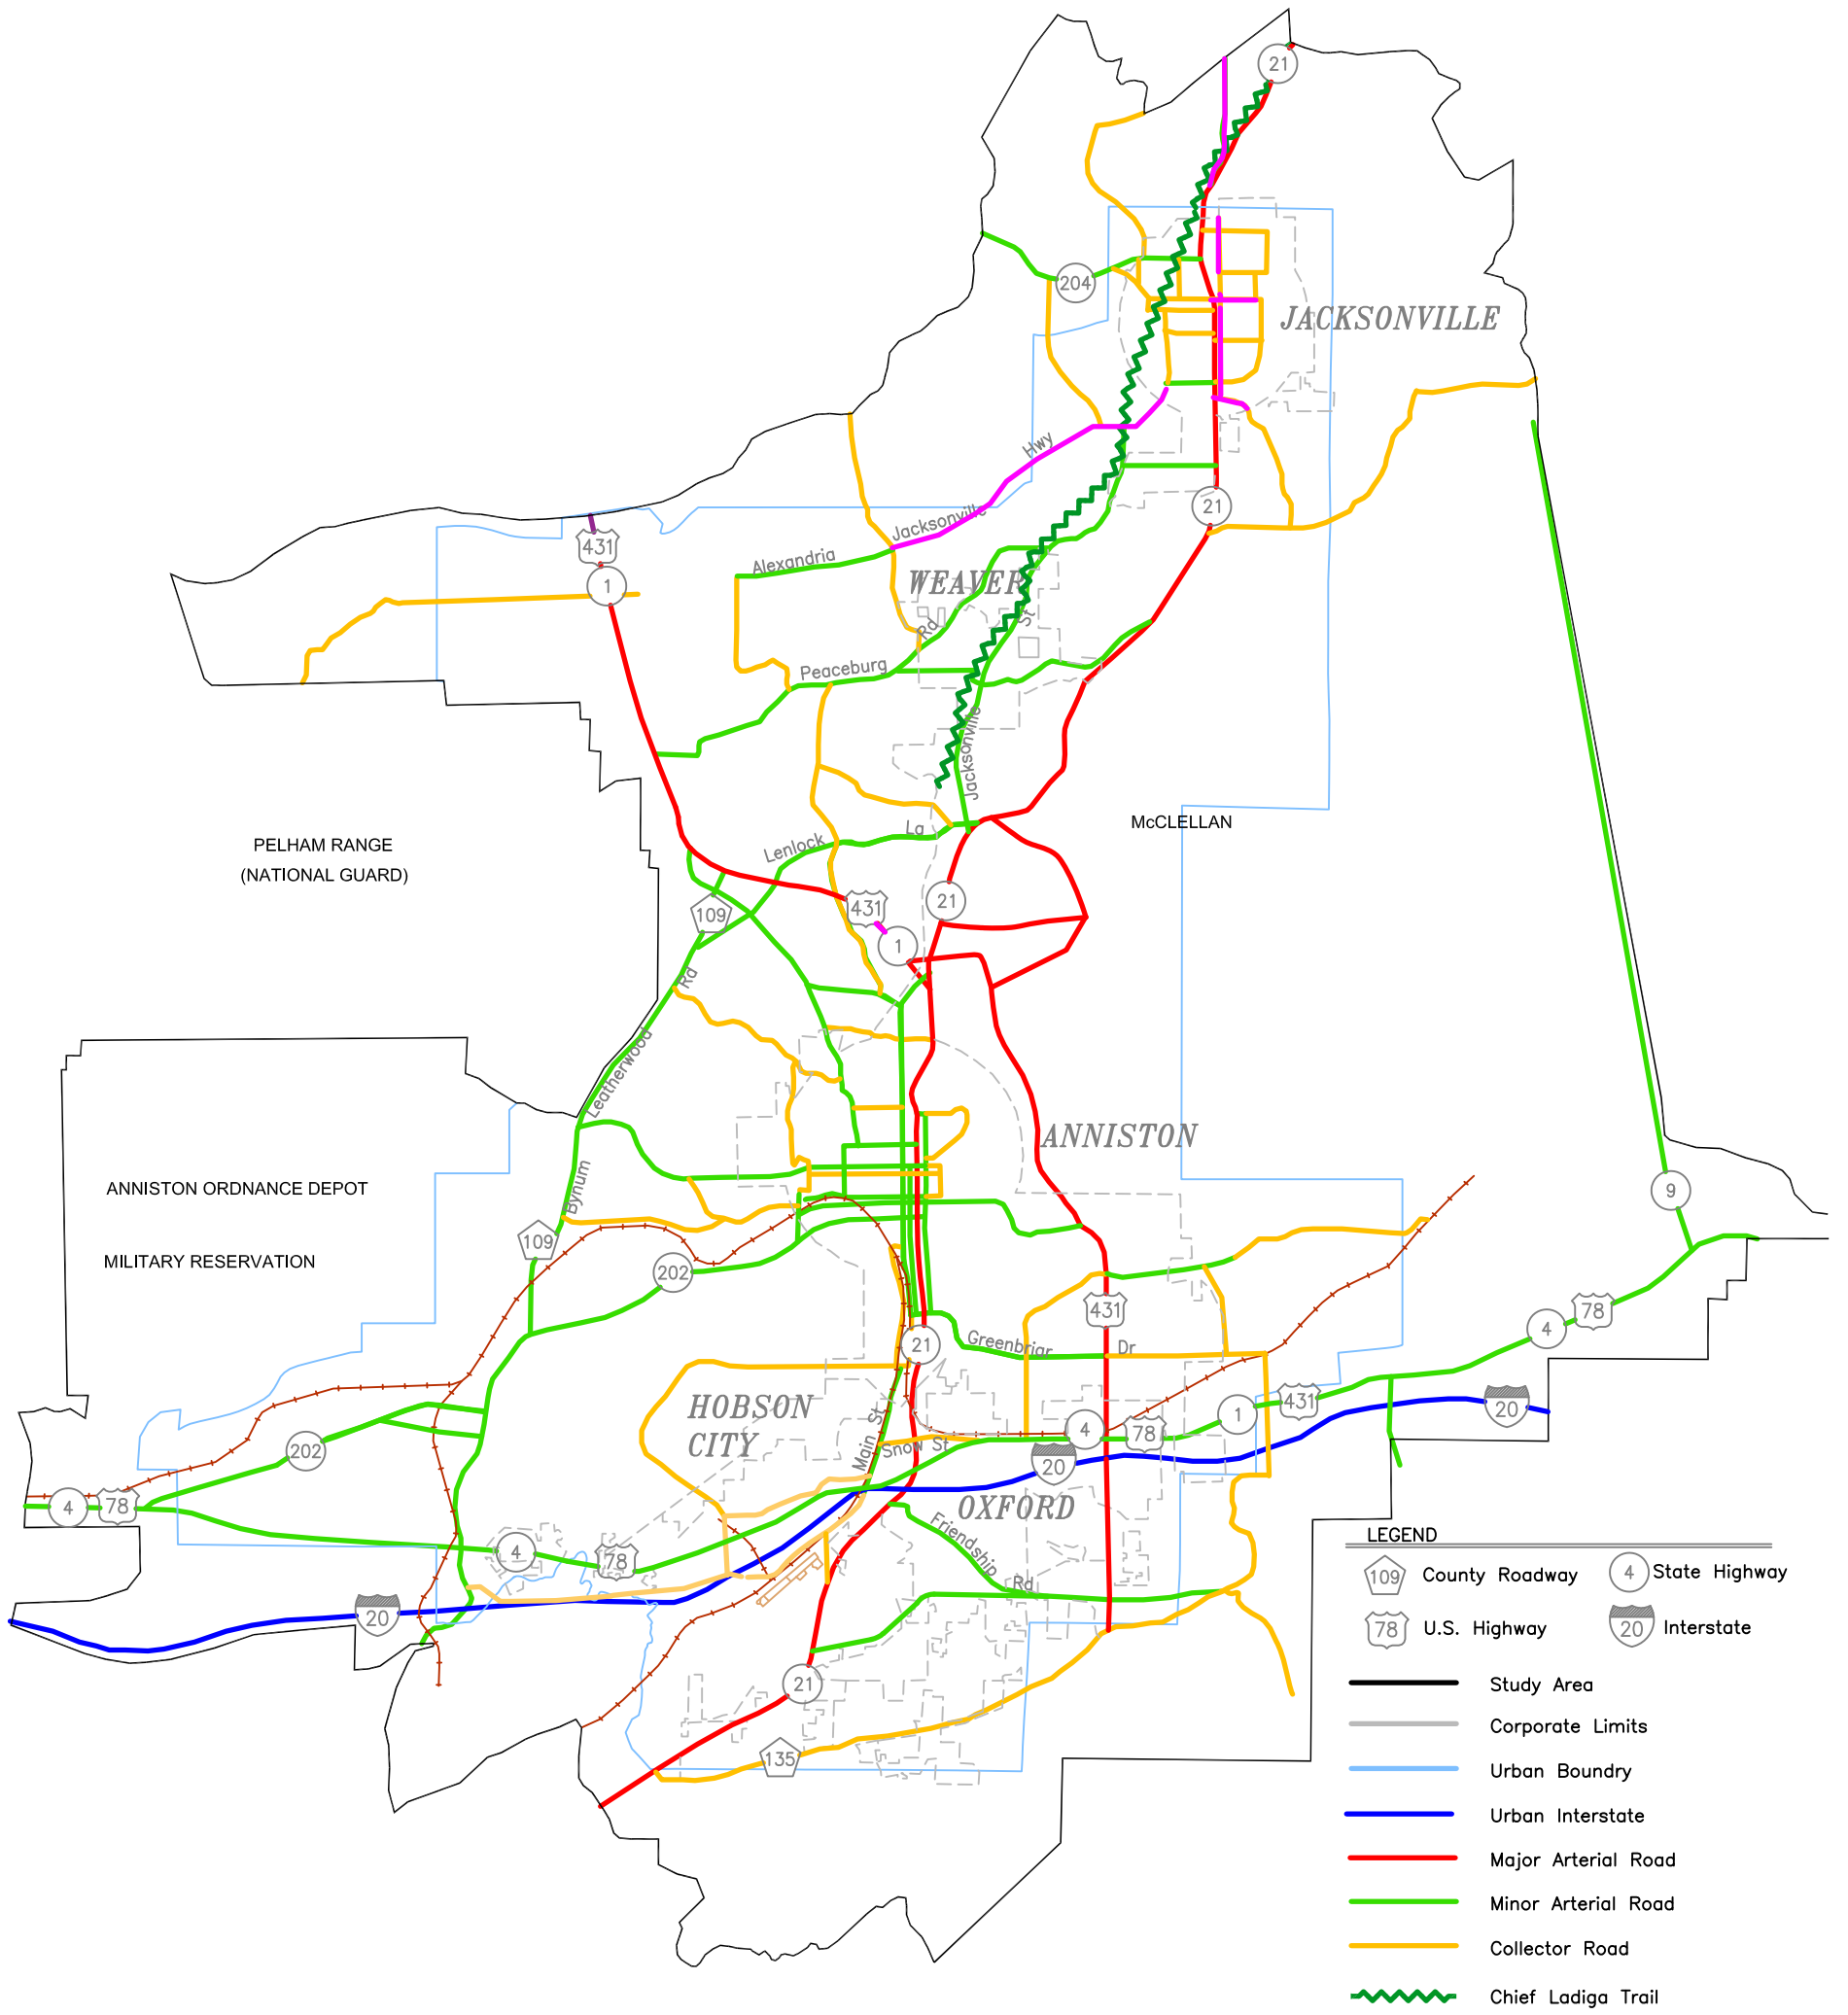 21
204
JACKSONVILLE
Hwy
21
Jacksonville
431
Alexandria
WEAVER
1
St
Rd
Peaceburg
Jacksonville
McCLELLAN
La
PELHAM RANGE
Lenlock
(NATIONAL GUARD)
431
21
109
1
Rd
Leatherwood
ANNISTON
ANNISTON ORDNANCE DEPOT
Bynum
9
109
MILITARY RESERVATION
202
431
78
4
21
Greenbriar
Dr
HOBSON
CITY
431
1
20
4
78
Main St
Snow St
202
20
4
78
OXFORD
Friendship
LEGEND
4
78
Rd
109
County Roadway
4
State Highway
20
78
U.S. Highway
20
Interstate
21
Study Area
Corporate Limits
135
Urban Boundry
Urban Interstate
Major Arterial Road
Minor Arterial Road
Collector Road
Chief Ladiga Trail